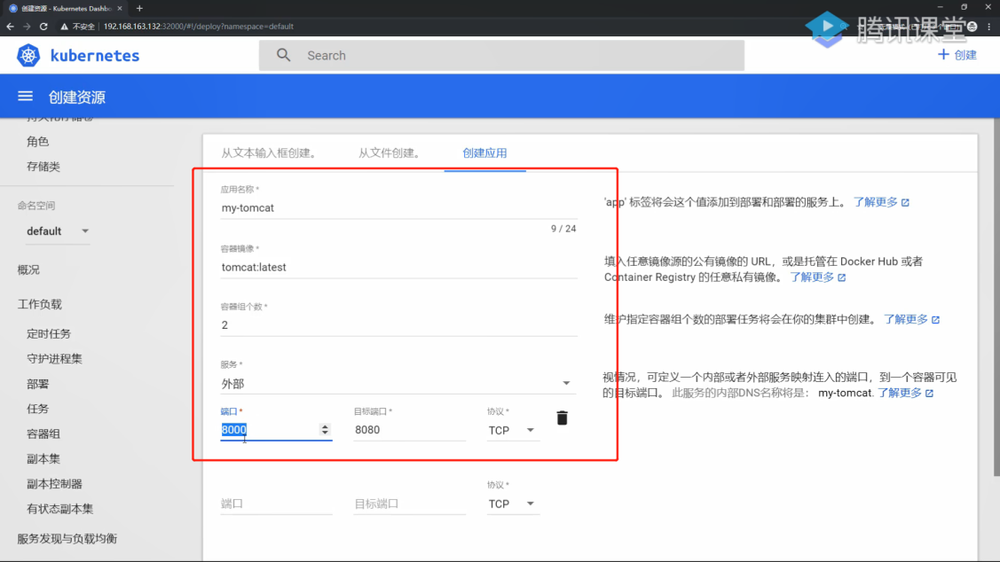 创建资源 - Kubernetes Dashbo
不安全 192.168.163.132:32000/#!/deploy?namespace=default
腾讯课堂
kubernetes
Search
+ 创建
创建资源
持久化存储卷
角色
存储类
命名空间
default
概况
工作负载
定时任务
守护进程集
部署
任务
容器组
副本集
副本控制器
有状态副本集
服务发现与负载均衡
从文本输入框创建。 从文件创建。 创建应用
应用名称 *
my-tomcat
9 / 24
'app' 标签将会这个值添加到部署和部署的服务上。 了解更多
容器镜像 *
tomcat:latest
填入任意镜像源的公有镜像的 URL，或是托管在 Docker Hub 或者
Container Registry 的任意私有镜像。 了解更多
容器组个数 *
2
维护指定容器组个数的部署任务将会在你的集群中创建。 了解更多
服务 *
外部
视情况，可定义一个内部或者外部服务映射连入的端口，到一个容器可见
的目标端口。 此服务的内部DNS名称将是： my-tomcat. 了解更多
端口 * 目标端口 * 协议 *
8000 8080 TCP
协议 *
端口 目标端口 TCP